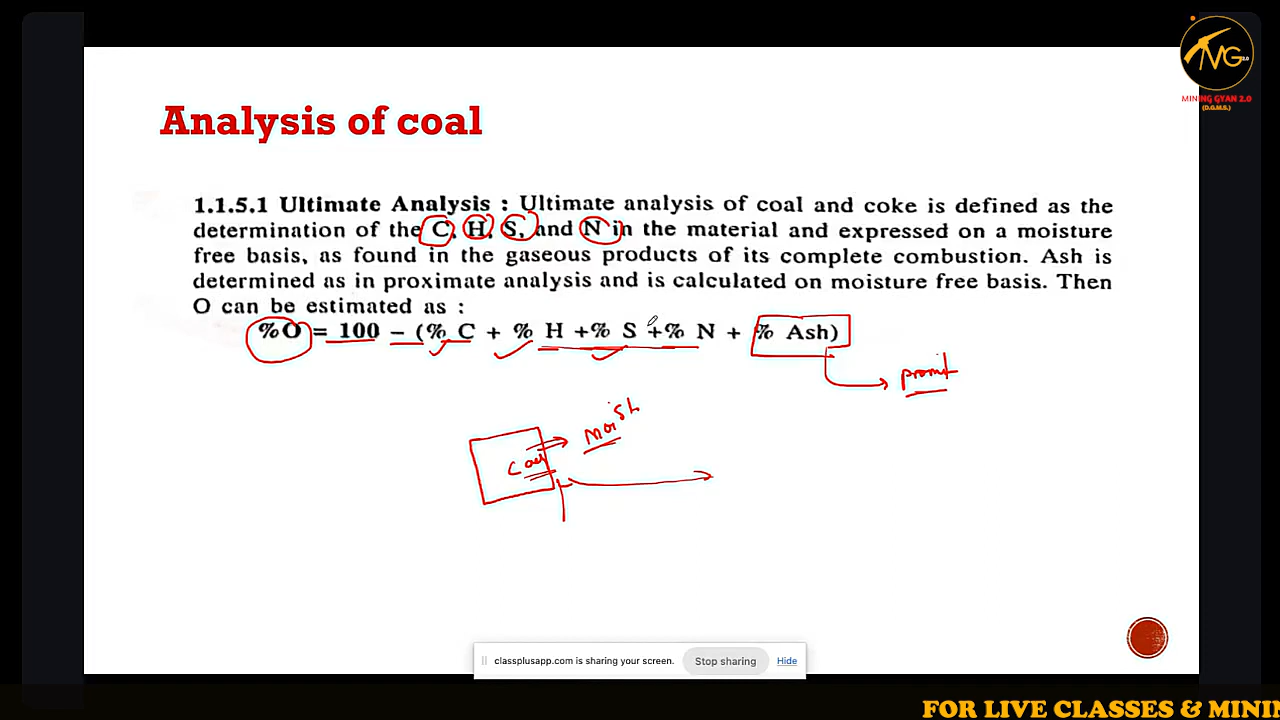 MG 2.0
MINING GYAN 2.0
(D.G.M.S.)
Analysis of coal
1.1.5.1 Ultimate Analysis : Ultimate analysis of coal and coke is defined as the
determination of the C, H, S, and N in the material and expressed on a moisture
free basis, as found in the gaseous products of its complete combustion. Ash is
determined as in proximate analysis and is calculated on moisture free basis. Then
O can be estimated as :
%O = 100 – (% C + % H +% S +% N + % Ash)
Moist
Coal
classplusapp.com is sharing your screen.
Stop sharing
Hide
FOR LIVE CLASSES & MINI